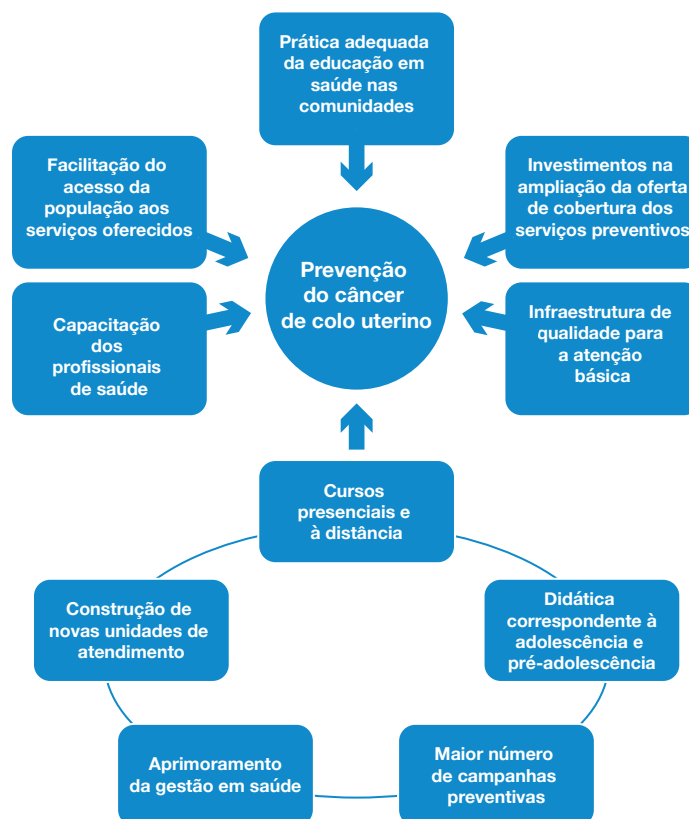 Prática adequada
da educação em
saúde nas
comunidades
Facilitação do
acesso da
população aos
serviços oferecidos
Investimentos na
ampliação da oferta
de cobertura dos
serviços preventivos
Prevenção
do câncer
de colo uterino
Capacitação
dos
profissionais
de saúde
Infraestrutura de
qualidade para
a atenção
básica
Cursos
presenciais e
à distância
Construção de
novas unidades de
atendimento
Didática
correspondente à
adolescência e
pré-adolescência
Aprimoramento
da gestão em saúde
Maior número
de campanhas
preventivas